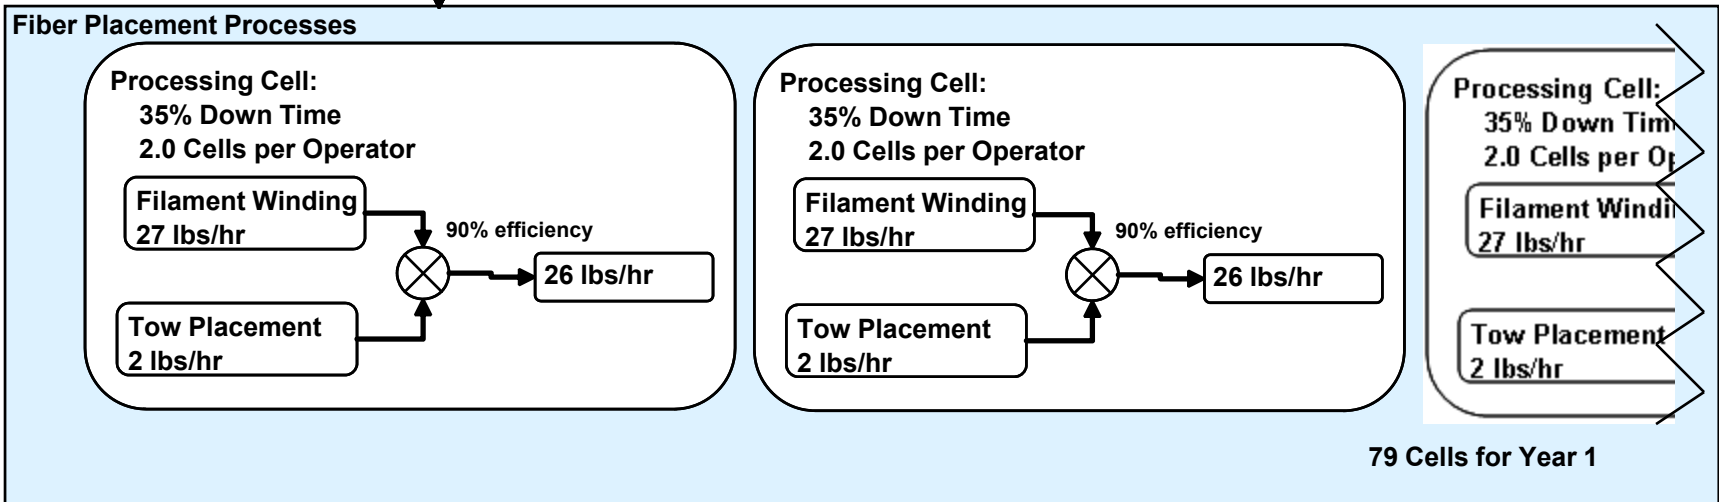 Fiber Placement Processes
Processing Cell:
35% Down Time
2.0 Cells per Operator
Filament Winding
27 lbs/hr
90% efficiency
26 lbs/hr
Tow Placement
2 lbs/hr
Processing Cell:
35% Down Time
2.0 Cells per Operator
Filament Winding
27 lbs/hr
90% efficiency
26 lbs/hr
Tow Placement
2 lbs/hr
Processing Cell:
35% Down Tim
2.0 Cells per Op
Filament Windi
27 lbs/hr
Tow Placement
2 lbs/hr
79 Cells for Year 1